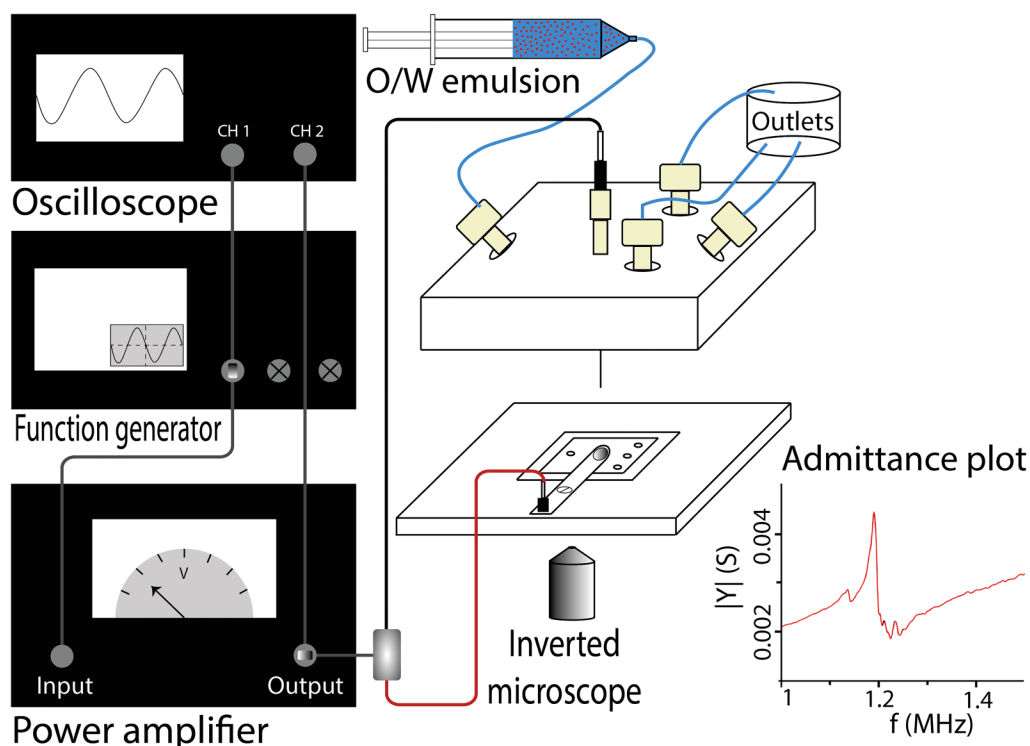 O/W emulsion
CH 1
CH 2
Outlets
Oscilloscope
Function generator
V
Input
Output
Power amplifier
Inverted
microscope
Admittance plot
|Y| (S)
0.004
0.002
1
1.2
1.4
f (MHz)